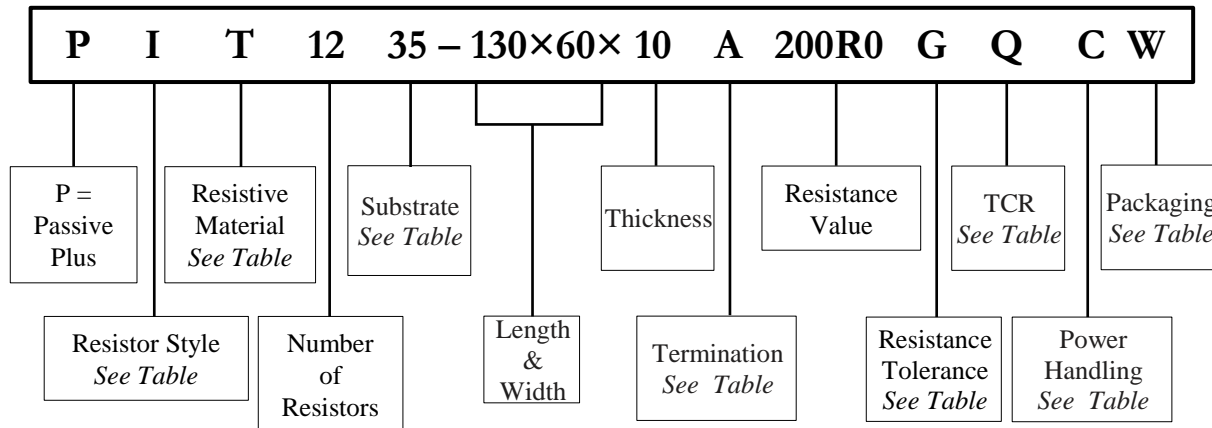 P I T 12 35 – 130×60× 10 A 200R0 G Q C W
P =
Passive
Plus
Resistive
Material
See Table
Substrate
See Table
Thickness
Resistance
Value
TCR
See Table
Packaging
See Table
Resistor Style
See Table
Number
of
Resistors
Length
&
Width
Termination
See Table
Resistance
Tolerance
See Table
Power
Handling
See Table